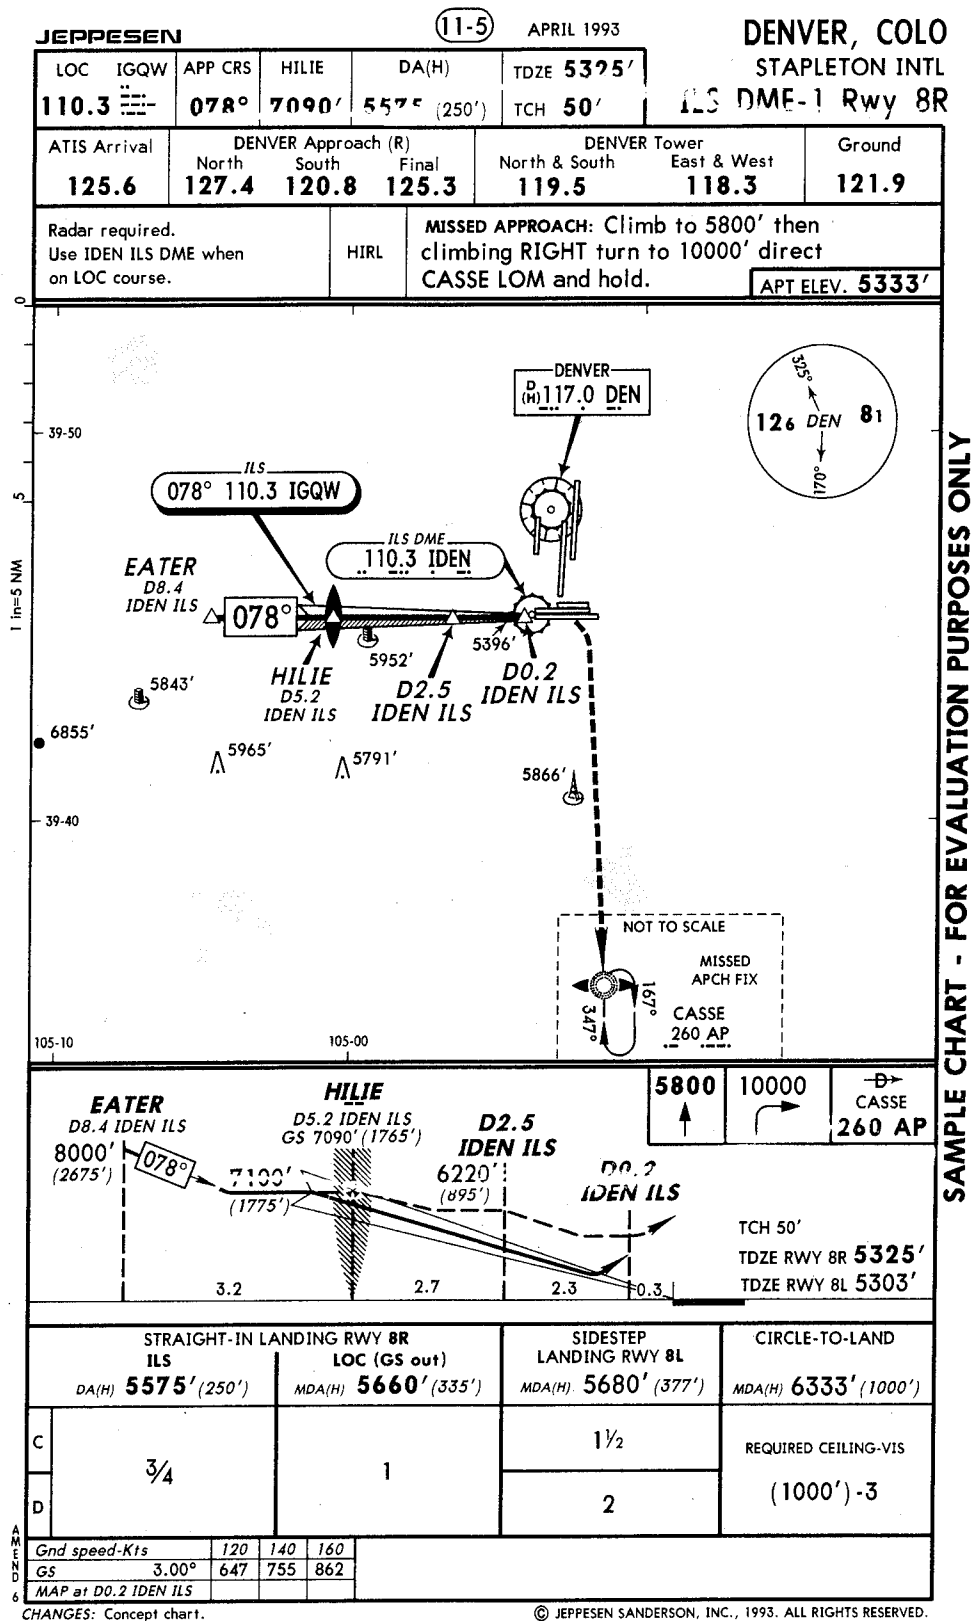 JEPPESEN
11-5
APRIL 1993
DENVER, COLO
STAPLETON INTL
ILS DME-1 Rwy 8R
LOC IGQW
110.3
APP CRS
078°
HILIE
7090'
DA(H)
5575' (250')
TDZE 5325'
TCH 50'
ATIS Arrival
125.6
DENVER Approach (R)
North South Final
127.4 120.8 125.3
DENVER Tower
North & South East & West
119.5 118.3
Ground
121.9
Radar required.
Use IDEN ILS DME when
on LOC course.
HIRL
MISSED APPROACH: Climb to 5800' then
climbing RIGHT turn to 10000' direct
CASSE LOM and hold.
APT ELEV. 5333'
0
5
1 in=5 NM
39-50
39-40
105-10
105-00
DENVER
D
(H) 117.0 DEN
325°
126 DEN 81
170°
ILS
078° 110.3 IGQW
ILS DME
110.3 IDEN
EATER
D8.4
IDEN ILS
078°
HILIE
D5.2
IDEN ILS
5952'
D2.5
IDEN ILS
5396'
D0.2
IDEN ILS
5843'
6855'
5965'
5791'
5866'
NOT TO SCALE
MISSED
APCH FIX
167°
347°
CASSE
260 AP
SAMPLE CHART - FOR EVALUATION PURPOSES ONLY
EATER
D8.4 IDEN ILS
8000'
(2675')
078°
7100'
(1775')
HILIE
D5.2 IDEN ILS
GS 7090' (1765')
D2.5
IDEN ILS
6220'
(895')
D0.2
IDEN ILS
5800
10000
D
CASSE
260 AP
TCH 50'
TDZE RWY 8R 5325'
TDZE RWY 8L 5303'
3.2 2.7 2.3 0.3
STRAIGHT-IN LANDING RWY 8R
ILS
DA(H) 5575' (250')
LOC (GS out)
MDA(H) 5660' (335')
SIDESTEP
LANDING RWY 8L
MDA(H) 5680' (377')
CIRCLE-TO-LAND
MDA(H) 6333' (1000')
C
D
3/4
1
1½
2
REQUIRED CEILING-VIS
(1000') -3
Gnd speed-Kts 120 140 160
GS 3.00° 647 755 862
MAP at D0.2 IDEN ILS
AMEND 6
CHANGES: Concept chart.
© JEPPESEN SANDERSON, INC., 1993. ALL RIGHTS RESERVED.